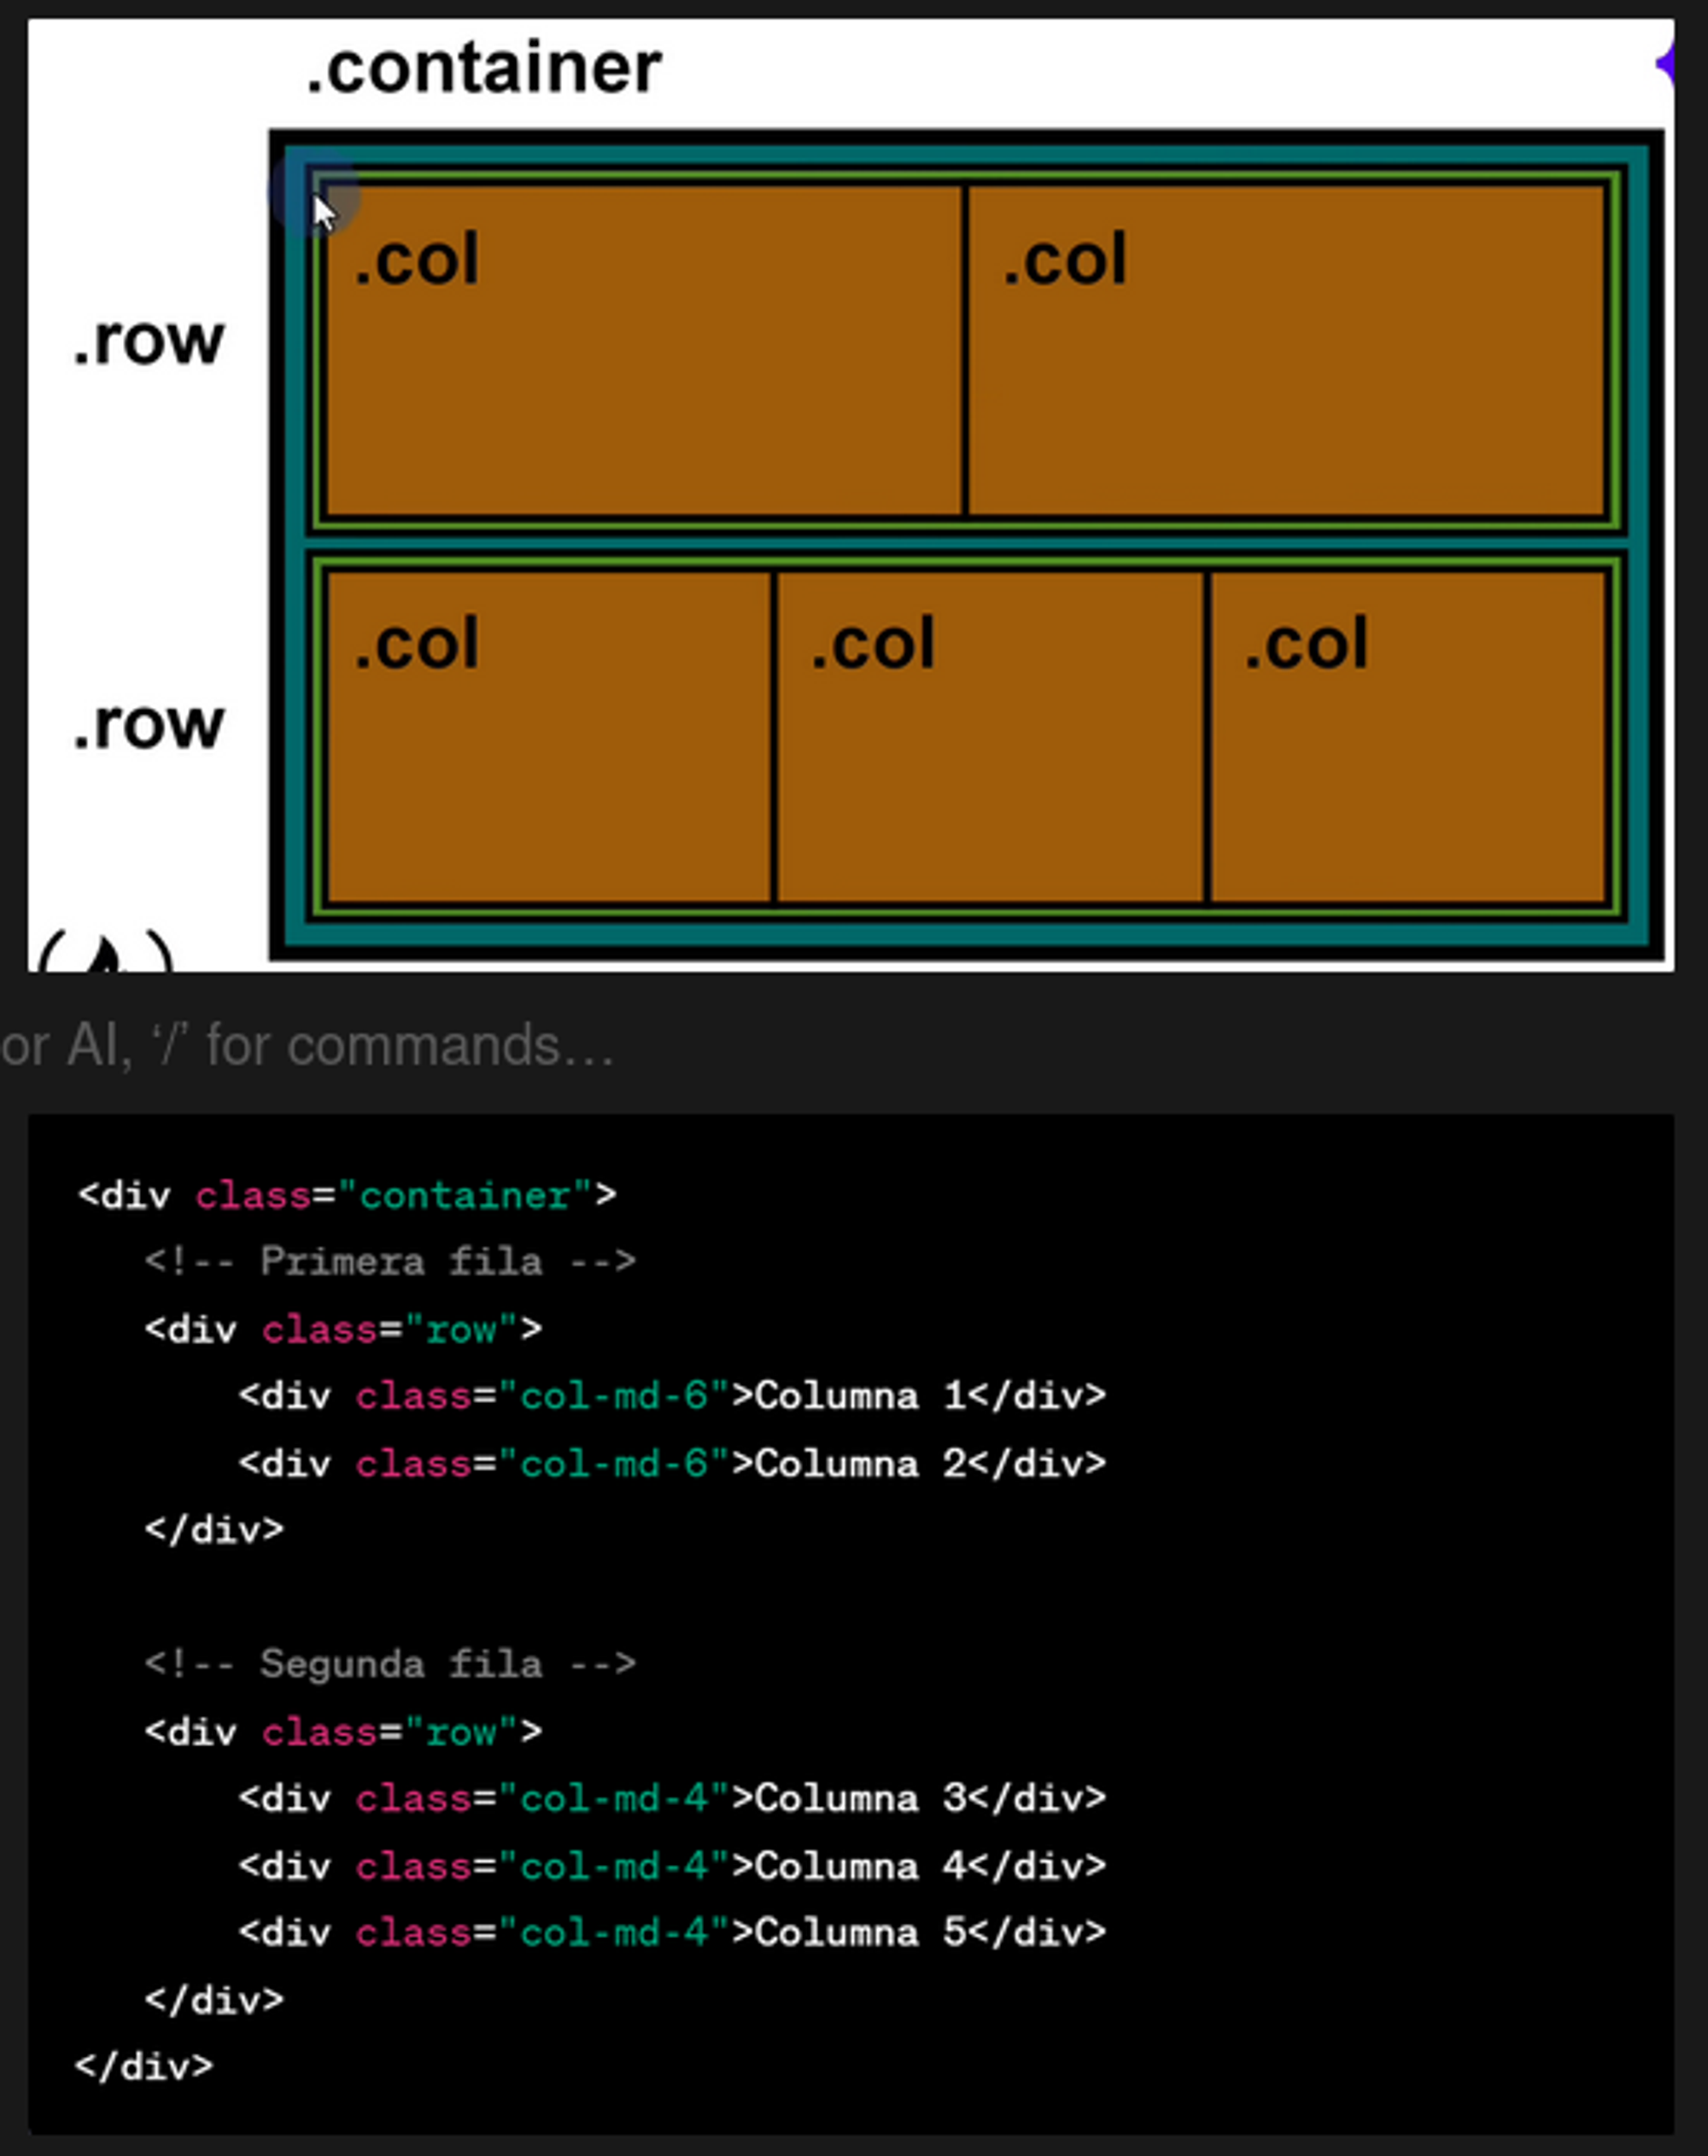 .container
.col .col
.row
.col .col .col
.row
or AI, ‘/’ for commands…
<div class="container">
<!-- Primera fila -->
<div class="row">
<div class="col-md-6">Columna 1</div>
<div class="col-md-6">Columna 2</div>
</div>
<!-- Segunda fila -->
<div class="row">
<div class="col-md-4">Columna 3</div>
<div class="col-md-4">Columna 4</div>
<div class="col-md-4">Columna 5</div>
</div>
</div>